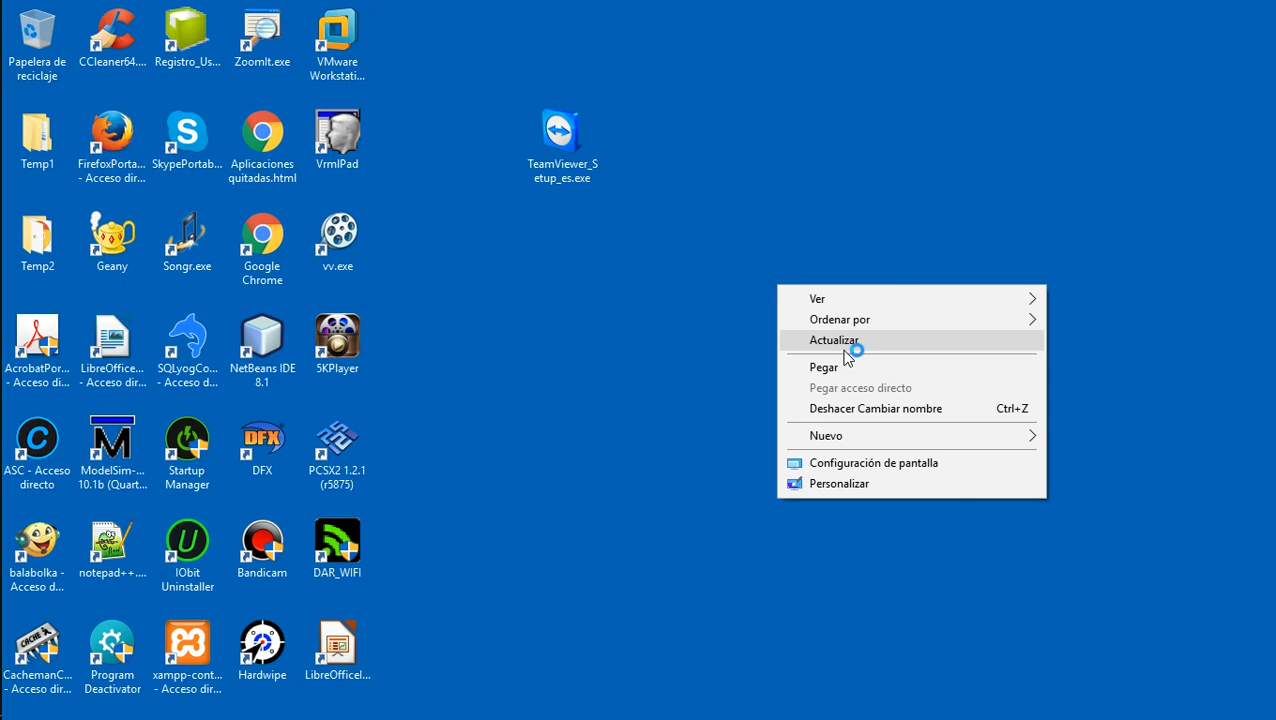 Papelera de
reciclaje
CCleaner64....
Registro_Us...
ZoomIt.exe
VMware
Workstati...
Temp1
FirefoxPorta...
- Acceso dir...
SkypePortab...
Aplicaciones
quitadas.html
VrmlPad
TeamViewer_S
etup_es.exe
Temp2
Geany
Songr.exe
Google
Chrome
vv.exe
AcrobatPor...
- Acceso di...
LibreOffice...
- Acceso dir...
SQLyogCo...
- Acceso d...
NetBeans IDE
8.1
5KPlayer
ASC - Acceso
directo
ModelSim-...
10.1b (Quart...
Startup
Manager
DFX
DFX
PCSX2 1.2.1
(r5875)
balabolka -
Acceso d...
notepad++....
IObit
Uninstaller
Bandicam
DAR_WIFI
CACHE
CachemanC...
- Acceso dir...
Program
Deactivator
xampp-cont...
- Acceso dir...
Hardwipe
LibreOfficeI...
Ver
Ordenar por
Actualizar
Pegar
Pegar acceso directo
Deshacer Cambiar nombre Ctrl+Z
Nuevo
Configuración de pantalla
Personalizar